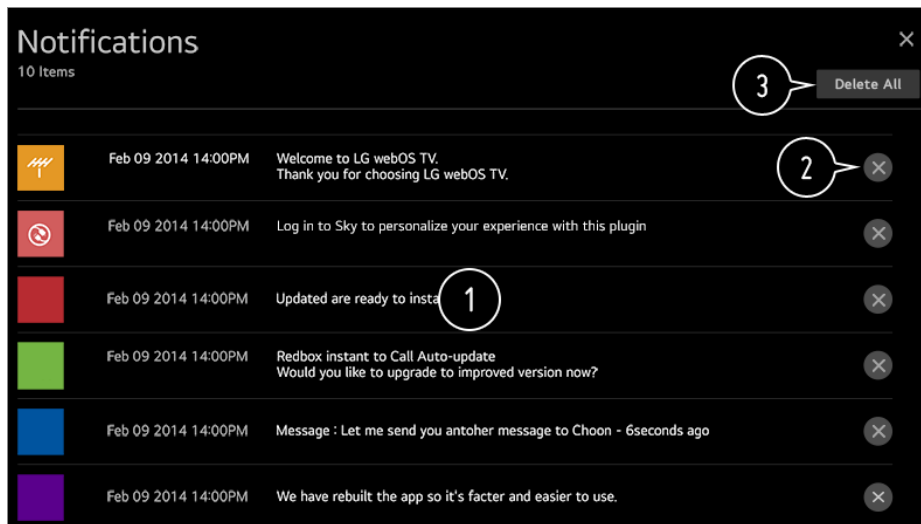 Notifications
10 Items
3
Delete All
Feb 09 2014 14:00PM
Welcome to LG webOS TV.
Thank you for choosing LG webOS TV.
2
Feb 09 2014 14:00PM
Log in to Sky to personalize your experience with this plugin
Feb 09 2014 14:00PM
Updated are ready to insta
1
Feb 09 2014 14:00PM
Redbox instant to Call Auto-update
Would you like to upgrade to improved version now?
Feb 09 2014 14:00PM
Message : Let me send you antoher message to Choon - 6seconds ago
Feb 09 2014 14:00PM
We have rebuilt the app so it's facter and easier to use.